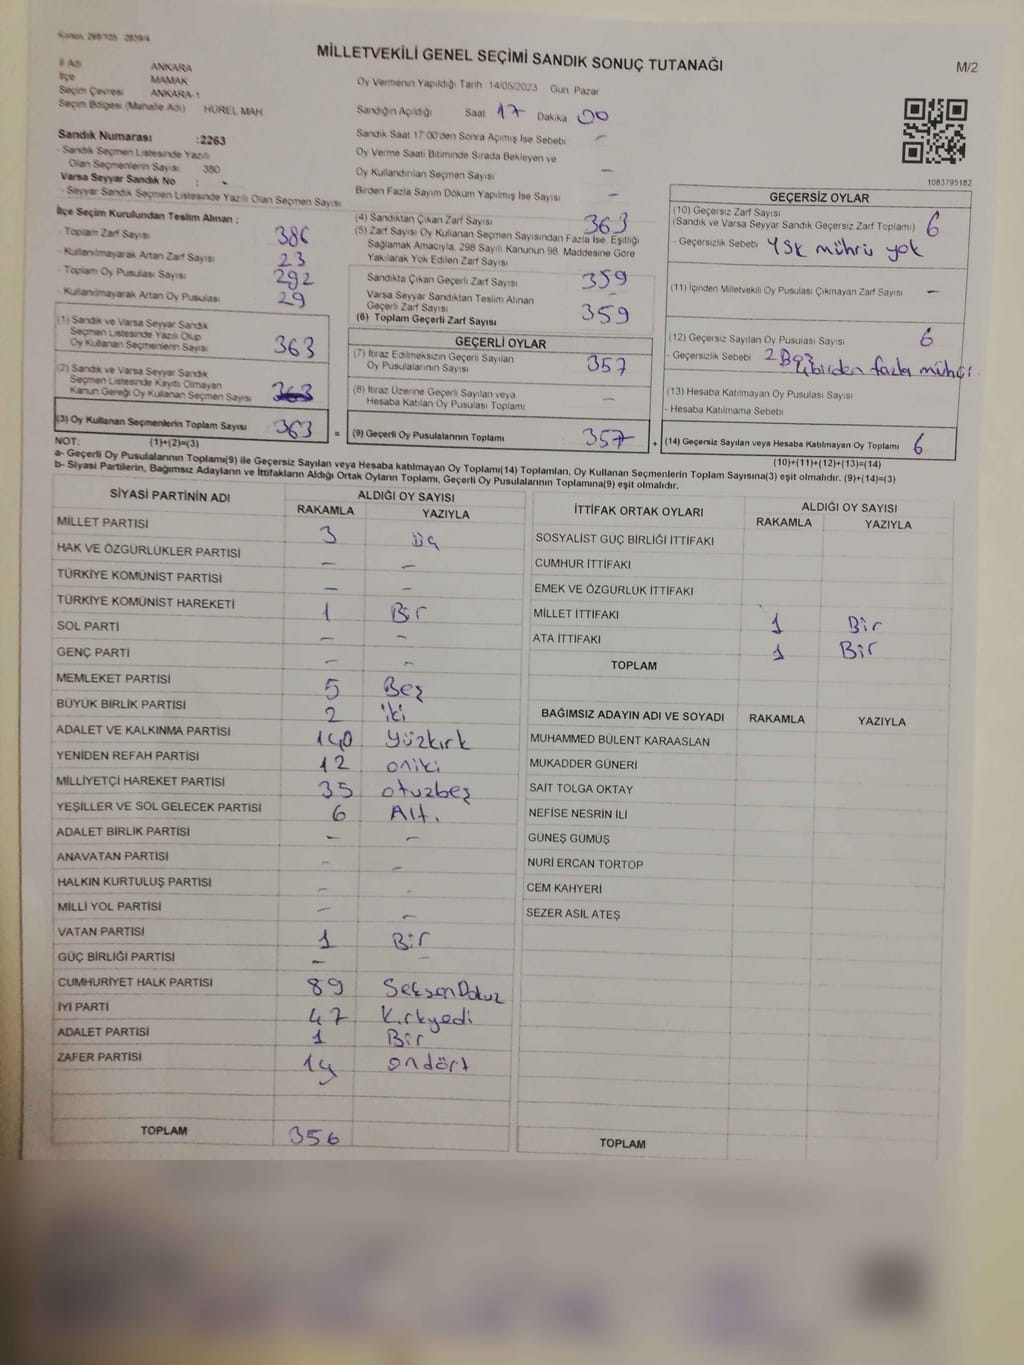 MİLLETVEKİLİ GENEL SEÇİMİ SANDIK SONUÇ TUTANAĞI
M/2
İl Adı ANKARA
İlçe MAMAK
Seçim Çevresi ANKARA-1
Seçim Bölgesi (Mahalle Adı) HÜREL MAH
Oy Vermenin Yapıldığı Tarih 14/05/2023 Gün Pazar
Sandığın Açıldığı Saat 17 Dakika 00
Sandık Saat 17:00'den Sonra Açılmış İse Sebebi –
Oy Verme Saati Bitiminde Sırada Bekleyen ve
Oy Kullandırılan Seçmen Sayısı –
Birden Fazla Sayım Döküm Yapılmış İse Sayısı –
Sandık Numarası :2263
- Sandık Seçmen Listesinde Yazılı
Olan Seçmenlerin Sayısı 380
Varsa Seyyar Sandık No : -
- Seyyar Sandık Seçmen Listesinde Yazılı Olan Seçmen Sayısı
1083795182
İlçe Seçim Kurulundan Teslim Alınan ;
- Toplam Zarf Sayısı 386
- Kullanılmayarak Artan Zarf Sayısı 23
- Toplam Oy Pusulası Sayısı 292
- Kullanılmayarak Artan Oy Pusulası 29
(1) Sandık ve Varsa Seyyar Sandık
Seçmen Listesinde Yazılı Olup
Oy Kullanan Seçmenlerin Sayısı 363
(2) Sandık ve Varsa Seyyar Sandık
Seçmen Listesinde Kayıtlı Olmayan
Kanun Gereği Oy Kullanan Seçmen Sayısı 363
(3) Oy Kullanan Seçmenlerin Toplam Sayısı 363 =
(4) Sandıktan Çıkan Zarf Sayısı 363
(5) Zarf Sayısı Oy Kullanan Seçmen Sayısından Fazla İse, Eşitliği
Sağlamak Amacıyla, 298 Sayılı Kanunun 98. Maddesine Göre
Yakılarak Yok Edilen Zarf Sayısı
Sandıkta Çıkan Geçerli Zarf Sayısı 359
Varsa Seyyar Sandıktan Teslim Alınan
Geçerli Zarf Sayısı –
(6) Toplam Geçerli Zarf Sayısı 359
GEÇERLİ OYLAR
(7) İtiraz Edilmeksizin Geçerli Sayılan
Oy Pusulalarının Sayısı 357
(8) İtiraz Üzerine Geçerli Sayılan veya
Hesaba Katılan Oy Pusulası Toplamı –
(9) Geçerli Oy Pusulalarının Toplamı 357 +
GEÇERSİZ OYLAR
(10) Geçersiz Zarf Sayısı
(Sandık ve Varsa Seyyar Sandık Geçersiz Zarf Toplamı) 6
- Geçersizlik Sebebi YSK mührü yok
(11) İçinden Milletvekili Oy Pusulası Çıkmayan Zarf Sayısı –
(12) Geçersiz Sayılan Oy Pusulası Sayısı 6
- Geçersizlik Sebebi 2 birden fazla
(13) Hesaba Katılmayan Oy Pusulası Sayısı
- Hesaba Katılmama Sebebi
(14) Geçersiz Sayılan veya Hesaba Katılmayan Oy Toplamı 6
NOT: (1)+(2)=(3)
(10)+(11)+(12)+(13)=(14)
a- Geçerli Oy Pusulalarının Toplamı(9) ile Geçersiz Sayılan veya Hesaba katılmayan Oy Toplamı(14) Toplamları, Oy Kullanan Seçmenlerin Toplam Sayısına(3) eşit olmalıdır. (9)+(14)=(3)
b- Siyasi Partilerin, Bağımsız Adayların ve İttifakların Aldığı Ortak Oyların Toplamı, Geçerli Oy Pusulalarının Toplamına(9) eşit olmalıdır.
SİYASİ PARTİNİN ADI ALDIĞI OY SAYISI
RAKAMLA YAZIYLA
MİLLET PARTİSİ 3 üç
HAK VE ÖZGÜRLÜKLER PARTİSİ – –
TÜRKİYE KOMÜNİST PARTİSİ – –
TÜRKİYE KOMÜNİST HAREKETİ 1 Bir
SOL PARTİ – –
GENÇ PARTİ – –
MEMLEKET PARTİSİ 5 Beş
BÜYÜK BİRLİK PARTİSİ 2 iki
ADALET VE KALKINMA PARTİSİ 140 yüzkırk
YENİDEN REFAH PARTİSİ 12 oniki
MİLLİYETÇİ HAREKET PARTİSİ 35 otuzbeş
YEŞİLLER VE SOL GELECEK PARTİSİ 6 Altı
ADALET BİRLİK PARTİSİ – –
ANAVATAN PARTİSİ – –
HALKIN KURTULUŞ PARTİSİ – –
MİLLİ YOL PARTİSİ – –
VATAN PARTİSİ 1 Bir
GÜÇ BİRLİĞİ PARTİSİ – –
CUMHURİYET HALK PARTİSİ 89 SeksenDokuz
İYİ PARTİ 47 Kırkyedi
ADALET PARTİSİ 1 Bir
ZAFER PARTİSİ 14 ondört
TOPLAM 356
İTTİFAK ORTAK OYLARI ALDIĞI OY SAYISI
RAKAMLA YAZIYLA
SOSYALİST GÜÇ BİRLİĞİ İTTİFAKI
CUMHUR İTTİFAKI
EMEK VE ÖZGÜRLÜK İTTİFAKI
MİLLET İTTİFAKI 1 Bir
ATA İTTİFAKI 1 Bir
TOPLAM
BAĞIMSIZ ADAYIN ADI VE SOYADI RAKAMLA YAZIYLA
MUHAMMED BÜLENT KARAASLAN
MUKADDER GÜNERİ
SAİT TOLGA OKTAY
NEFİSE NESRİN İLİ
GÜNEŞ GÜMÜŞ
NURİ ERCAN TORTOP
CEM KAHYERİ
SEZER ASIL ATEŞ
TOPLAM